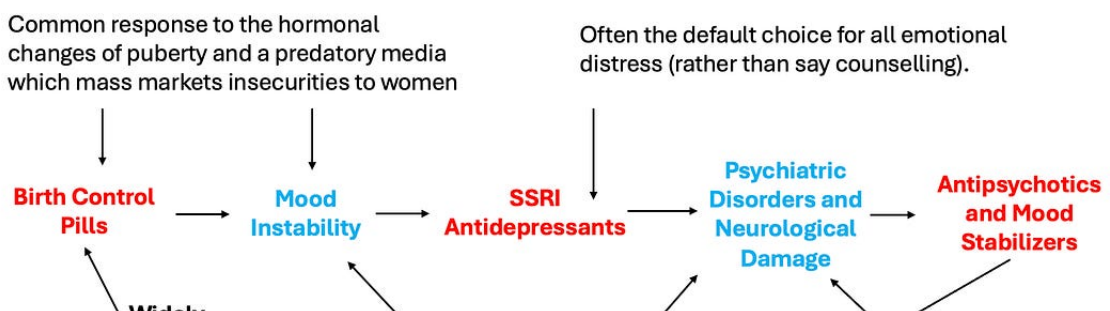 Common response to the hormonal
changes of puberty and a predatory media
which mass markets insecurities to women
Often the default choice for all emotional
distress (rather than say counselling).
Birth Control
Pills
Mood
Instability
SSRI
Antidepressants
Psychiatric
Disorders and
Neurological
Damage
Antipsychotics
and Mood
Stabilizers
Widely